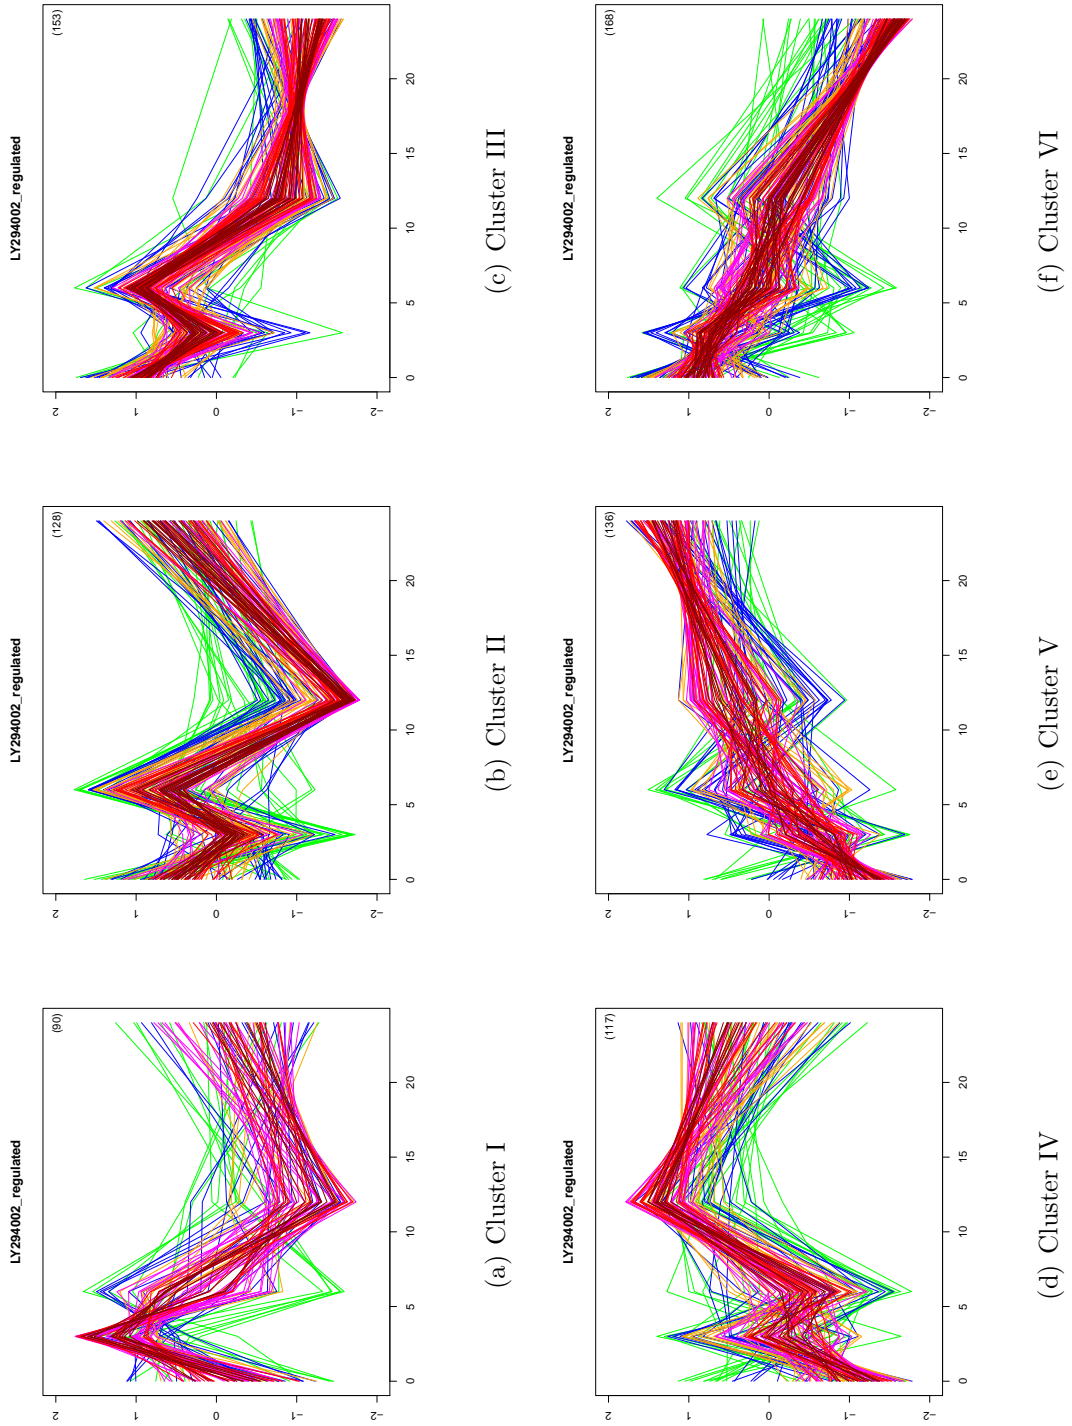 LY294002_regulated
(90)
2 1 0 -1 -2
0 5 10 15 20
(a) Cluster I
LY294002_regulated
(128)
2 1 0 -1 -2
0 5 10 15 20
(b) Cluster II
LY294002_regulated
(153)
2 1 0 -1 -2
0 5 10 15 20
(c) Cluster III
LY294002_regulated
(117)
2 1 0 -1 -2
0 5 10 15 20
(d) Cluster IV
LY294002_regulated
(136)
2 1 0 -1 -2
0 5 10 15 20
(e) Cluster V
LY294002_regulated
(168)
2 1 0 -1 -2
0 5 10 15 20
(f) Cluster VI